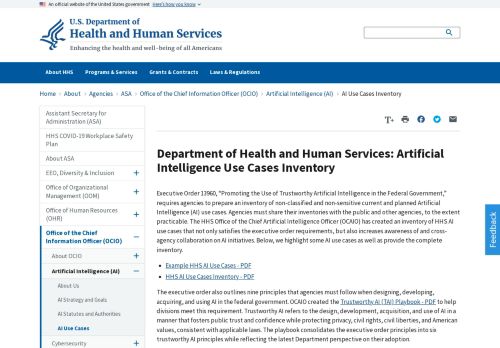 An official website of the United States government Here's how you know
U.S. Department of
Health and Human Services
Enhancing the health and well-being of all Americans
About HHS Programs & Services Grants & Contracts Laws & Regulations
Home > About > Agencies > ASA > Office of the Chief Information Officer (OCIO) > Artificial Intelligence (AI) > AI Use Cases Inventory
Assistant Secretary for
Administration (ASA)
HHS COVID-19 Workplace Safety
Plan
About ASA
EEO, Diversity & Inclusion
Office of Organizational
Management (OOM)
Office of Human Resources
(OHR)
Office of the Chief
Information Officer (OCIO)
About OCIO
Artificial Intelligence (AI)
About Us
AI Strategy and Goals
AI Statutes and Authorities
AI Use Cases
Cybersecurity
T+
Department of Health and Human Services: Artificial
Intelligence Use Cases Inventory
Executive Order 13960, "Promoting the Use of Trustworthy Artificial Intelligence in the Federal Government,"
requires agencies to prepare an inventory of non-classified and non-sensitive current and planned Artificial
Intelligence (AI) use cases. Agencies must share their inventories with the public and other agencies, to the extent
practicable. The HHS Office of the Chief Artificial Intelligence Officer (OCAIO) has created an inventory of HHS AI
use cases that not only satisfies the executive order requirements, but also increases awareness of and cross-
agency collaboration on AI initiatives. Below, we highlight some AI use cases as well as provide the complete
inventory.
Example HHS AI Use Cases - PDF
HHS AI Use Cases Inventory - PDF
The executive order also outlines nine principles that agencies must follow when designing, developing,
acquiring, and using AI in the federal government. OCAIO created the Trustworthy AI (TAI) Playbook - PDF to help
divisions meet this requirement. Trustworthy AI refers to the design, development, acquisition, and use of AI in a
manner that fosters public trust and confidence while protecting privacy, civil rights, civil liberties, and American
values, consistent with applicable laws. The playbook consolidates the executive order principles into six
trustworthy AI principles while reflecting the latest Department perspective on their adoption.
Feedback